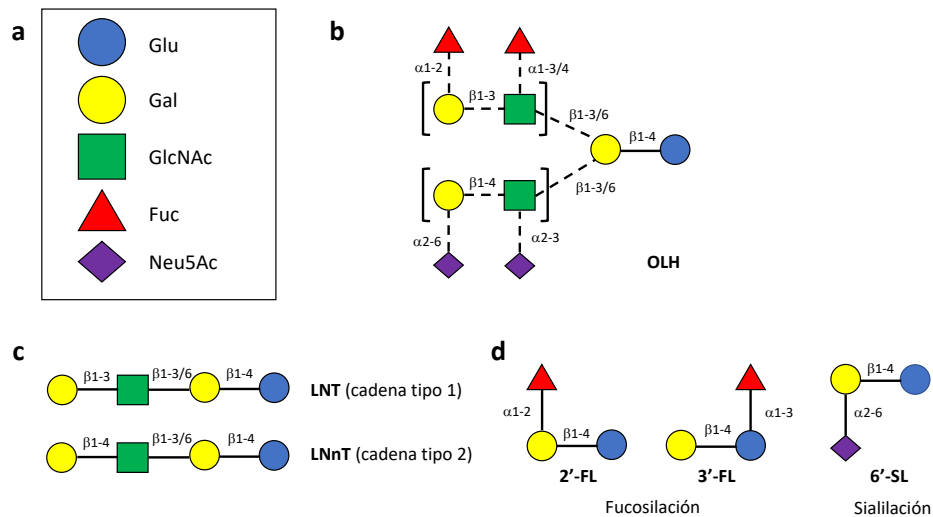 a
Glu
Gal
GlcNAc
Fuc
Neu5Ac
b
α1-2
α1-3/4
β1-3
β1-3/6
β1-4
β1-4
β1-3/6
α2-6
α2-3
OLH
c
β1-3 β1-3/6 β1-4
LNT (cadena tipo 1)
β1-4 β1-3/6 β1-4
LNnT (cadena tipo 2)
d
α1-2
β1-4
2’-FL
α1-3
β1-4
3’-FL
Fucosilación
β1-4
α2-6
6’-SL
Sialilación